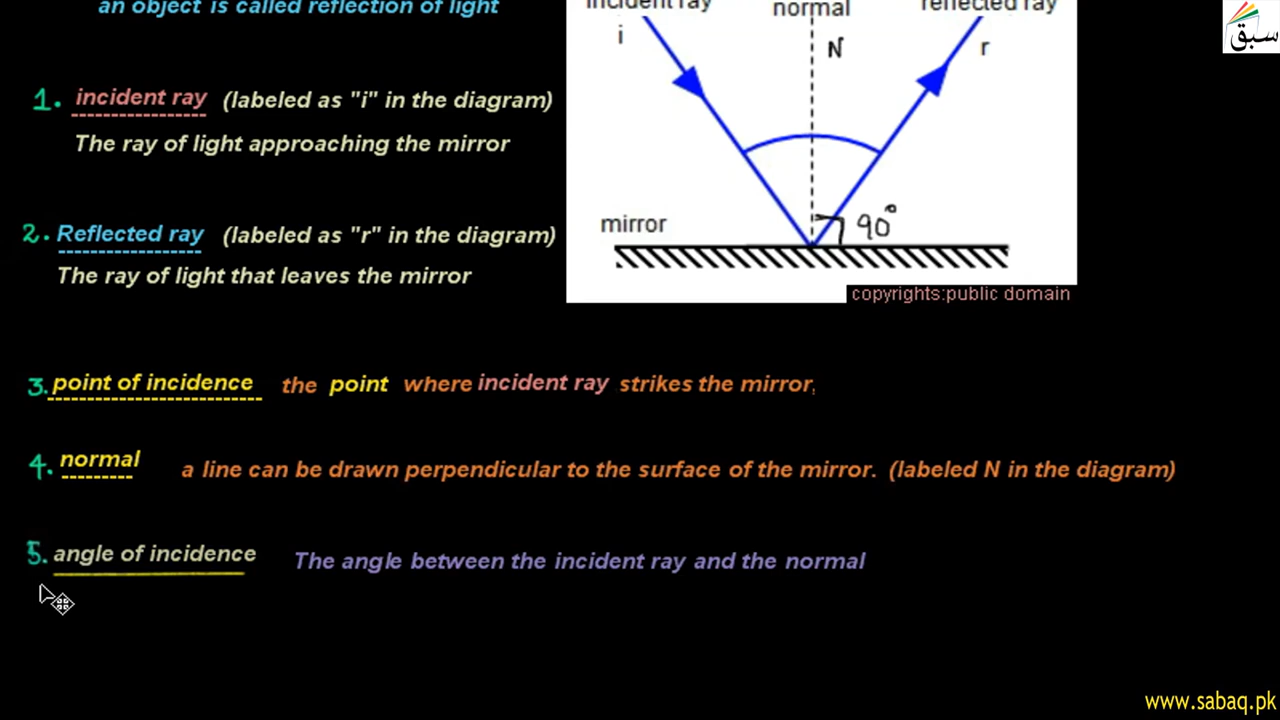 an object is called reflection of light
incident ray
normal
reflected ray
i
N
r
سبق
1. incident ray (labeled as "i" in the diagram)
The ray of light approaching the mirror
mirror
90°
2. Reflected ray (labeled as "r" in the diagram)
The ray of light that leaves the mirror
copyrights:public domain
3. point of incidence the point where incident ray strikes the mirror,
4. normal a line can be drawn perpendicular to the surface of the mirror. (labeled N in the diagram)
5. angle of incidence The angle between the incident ray and the normal
www.sabaq.pk